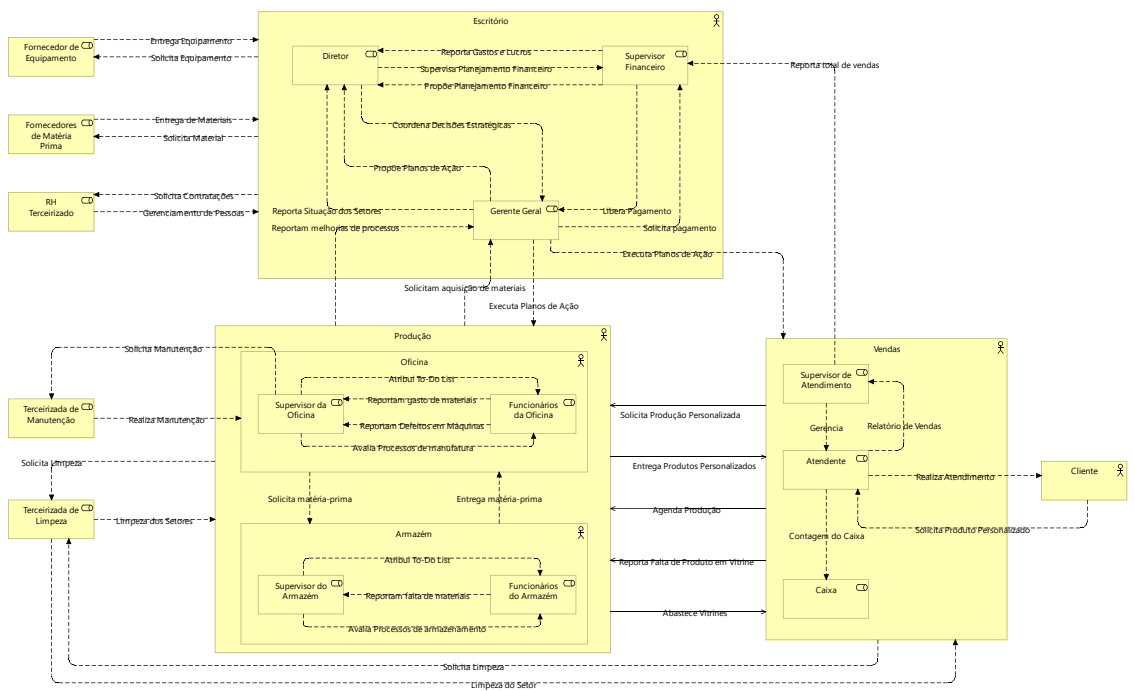 Escritório
Fornecedor de
Equipamento
Entrega Equipamento
Solicita Equipamento
Diretor
Reporta Gastos e Lucros
Supervisa Planejamento Financeiro
Propõe Planejamento Financeiro
Supervisor
Financeiro
Reporta total de vendas
Fornecedores
de Matéria
Prima
Entrega de Materiais
Solicita Material
Coordena Decisões Estratégicas
Propõe Planos de Ação
RH
Terceirizado
Solicita Contratações
Gerenciamento de Pessoas
Reporta Situação dos Setores
Gerente Geral
Libera Pagamento
Reportam melhorias de processos
Solicita pagamento
Executa Planos de Ação
Solicitam aquisição de materiais
Executa Planos de Ação
Produção
Solicita Manutenção
Oficina
Vendas
Atribui To-Do List
Supervisor da
Oficina
Reportam gasto de materiais
Reportam Defeitos em Máquinas
Funcionários
da Oficina
Avalia Processos de manufatura
Supervisor de
Atendimento
Terceirizada de
Manutenção
Realiza Manutenção
Solicita Produção Personalizada
Gerência
Relatório de Vendas
Solicita Limpeza
Entrega Produtos Personalizados
Atendente
Realiza Atendimento
Cliente
Solicita matéria-prima
Entrega matéria-prima
Terceirizada de
Limpeza
Limpeza dos Setores
Agenda Produção
Solicita Produto Personalizado
Armazém
Contagem do Caixa
Atribui To-Do List
Reporta Falta de Produto em Vitrine
Supervisor do
Armazém
Reportam falta de materiais
Funcionários
do Armazém
Caixa
Avalia Processos de armazenamento
Abastece Vitrines
Solicita Limpeza
Limpeza do Setor